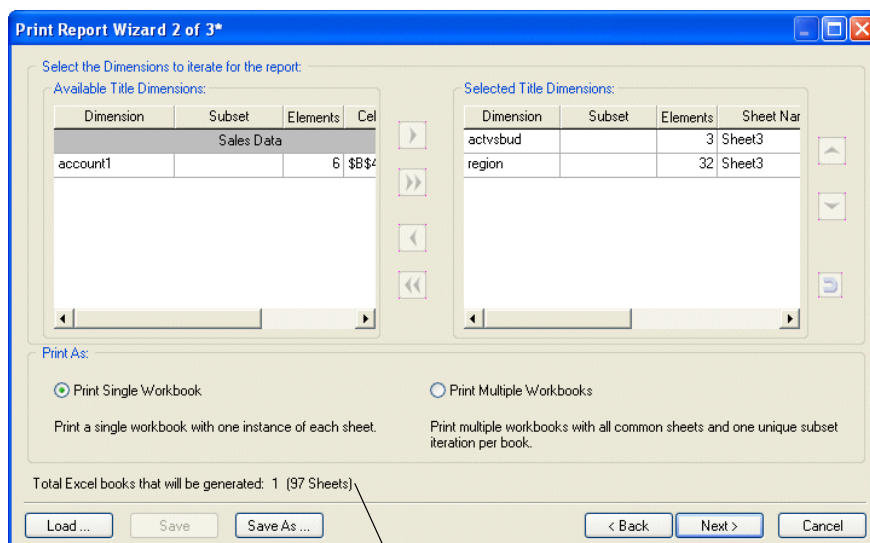 Print Report Wizard 2 of 3*
Select the Dimensions to iterate for the report:
Available Title Dimensions:
Dimension Subset Elements Cel
Sales Data
account1 6 $B$4
Selected Title Dimensions:
Dimension Subset Elements Sheet Nar
actvsbud 3 Sheet3
region 32 Sheet3
Print As:
Print Single Workbook
Print a single workbook with one instance of each sheet.
Print Multiple Workbooks
Print multiple workbooks with all common sheets and one unique subset
iteration per book.
Total Excel books that will be generated: 1 (97 Sheets)
Load ... Save Save As ... < Back Next > Cancel